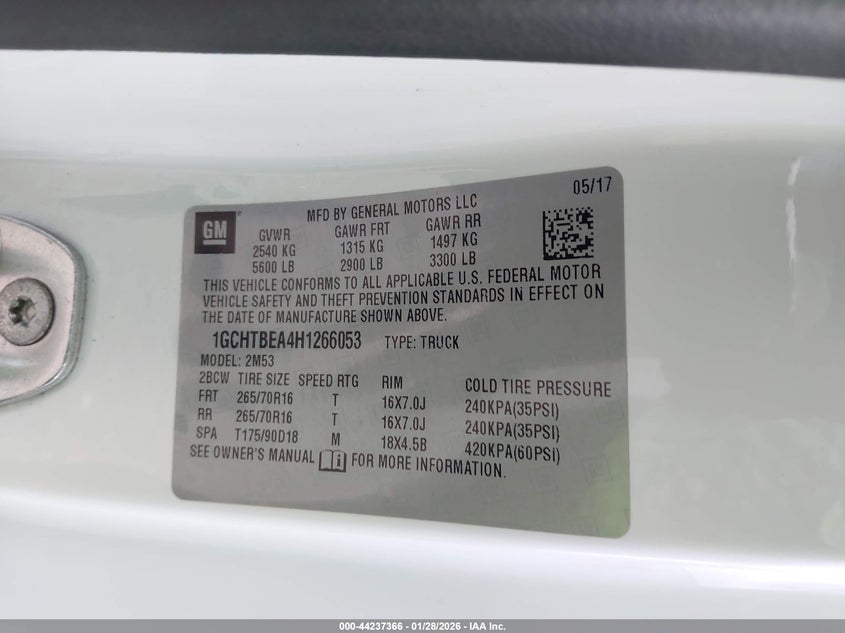 05/17
MFD BY GENERAL MOTORS LLC
GM
GVWR GAWR FRT GAWR RR
2540 KG 1315 KG 1497 KG
5600 LB 2900 LB 3300 LB
THIS VEHICLE CONFORMS TO ALL APPLICABLE U.S. FEDERAL MOTOR
VEHICLE SAFETY AND THEFT PREVENTION STANDARDS IN EFFECT ON
THE DATE OF MANUFACTURE SHOWN ABOVE.
1GCHTBEA4H1266053 TYPE: TRUCK
MODEL: 2M53
2BCW TIRE SIZE SPEED RTG RIM COLD TIRE PRESSURE
FRT 265/70R16 T 16X7.0J 240KPA(35PSI)
RR 265/70R16 T 16X7.0J 240KPA(35PSI)
SPA T175/90D18 M 18X4.5B 420KPA(60PSI)
SEE OWNER'S MANUAL i FOR MORE INFORMATION.
000-44237366 - 01/28/2026 - IAA Inc.